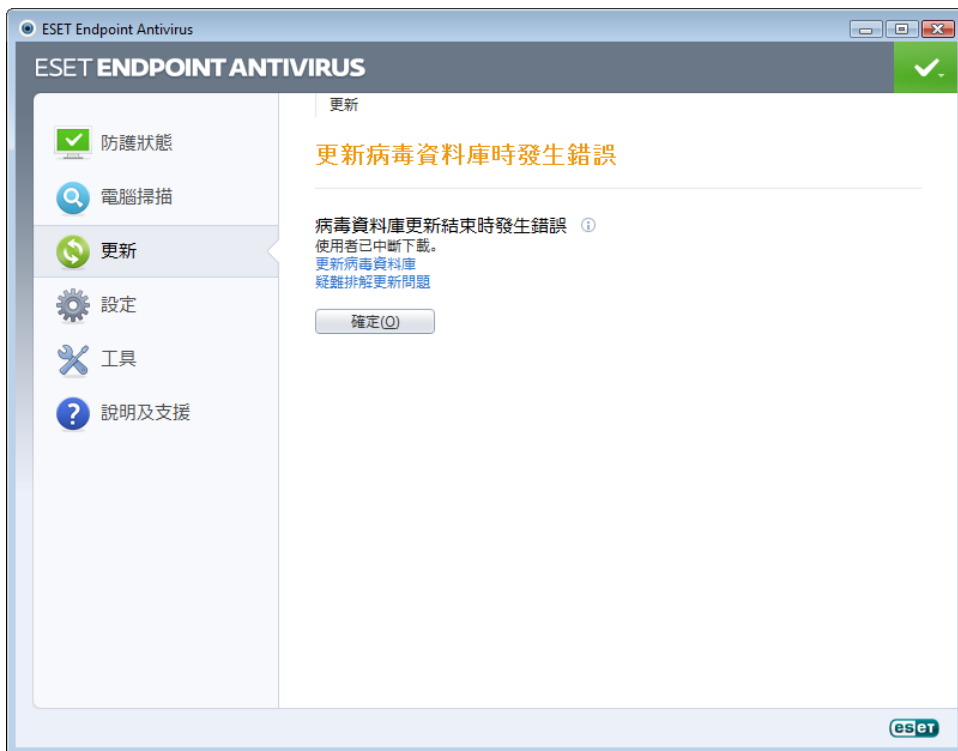 ESET Endpoint Antivirus
ESET ENDPOINT ANTIVIRUS
防護狀態
電腦掃描
更新
設定
工具
說明及支援
更新
更新病毒資料庫時發生錯誤
病毒資料庫更新結束時發生錯誤
使用者已中斷下載。
更新病毒資料庫
疑難排解更新問題
確定(O)
eseT